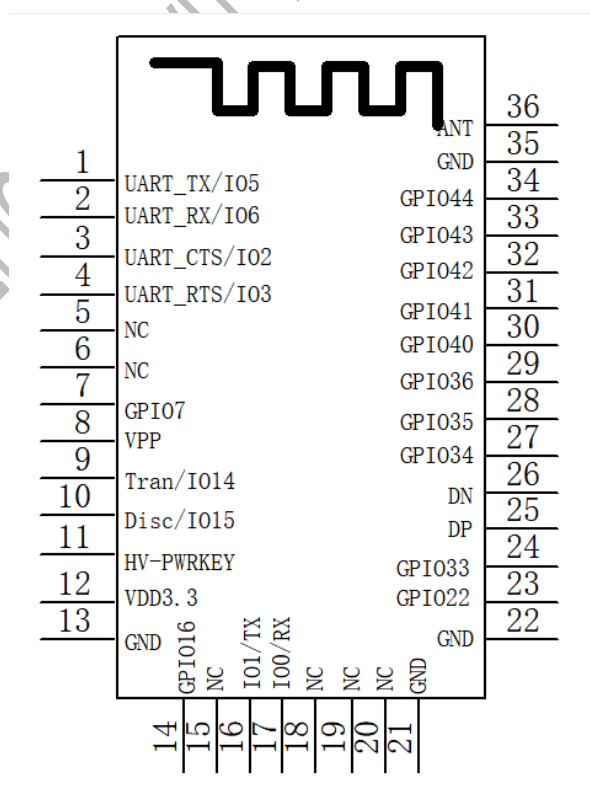 1 UART_TX/IO5
2 UART_RX/IO6
3 UART_CTS/IO2
4 UART_RTS/IO3
5 NC
6 NC
7 GPIO7
8 VPP
9 Tran/IO14
10 Disc/IO15
11 HV-PWRKEY
12 VDD3.3
13 GND
14 GPIO16
15 NC
16 IO1/TX
17 IO0/RX
18 NC
19 NC
20 NC
21 GND
36 ANT
35 GND
34 GPIO44
33 GPIO43
32 GPIO42
31 GPIO41
30 GPIO40
29 GPIO36
28 GPIO35
27 GPIO34
26 DN
25 DP
24 GPIO33
23 GPIO22
22 GND